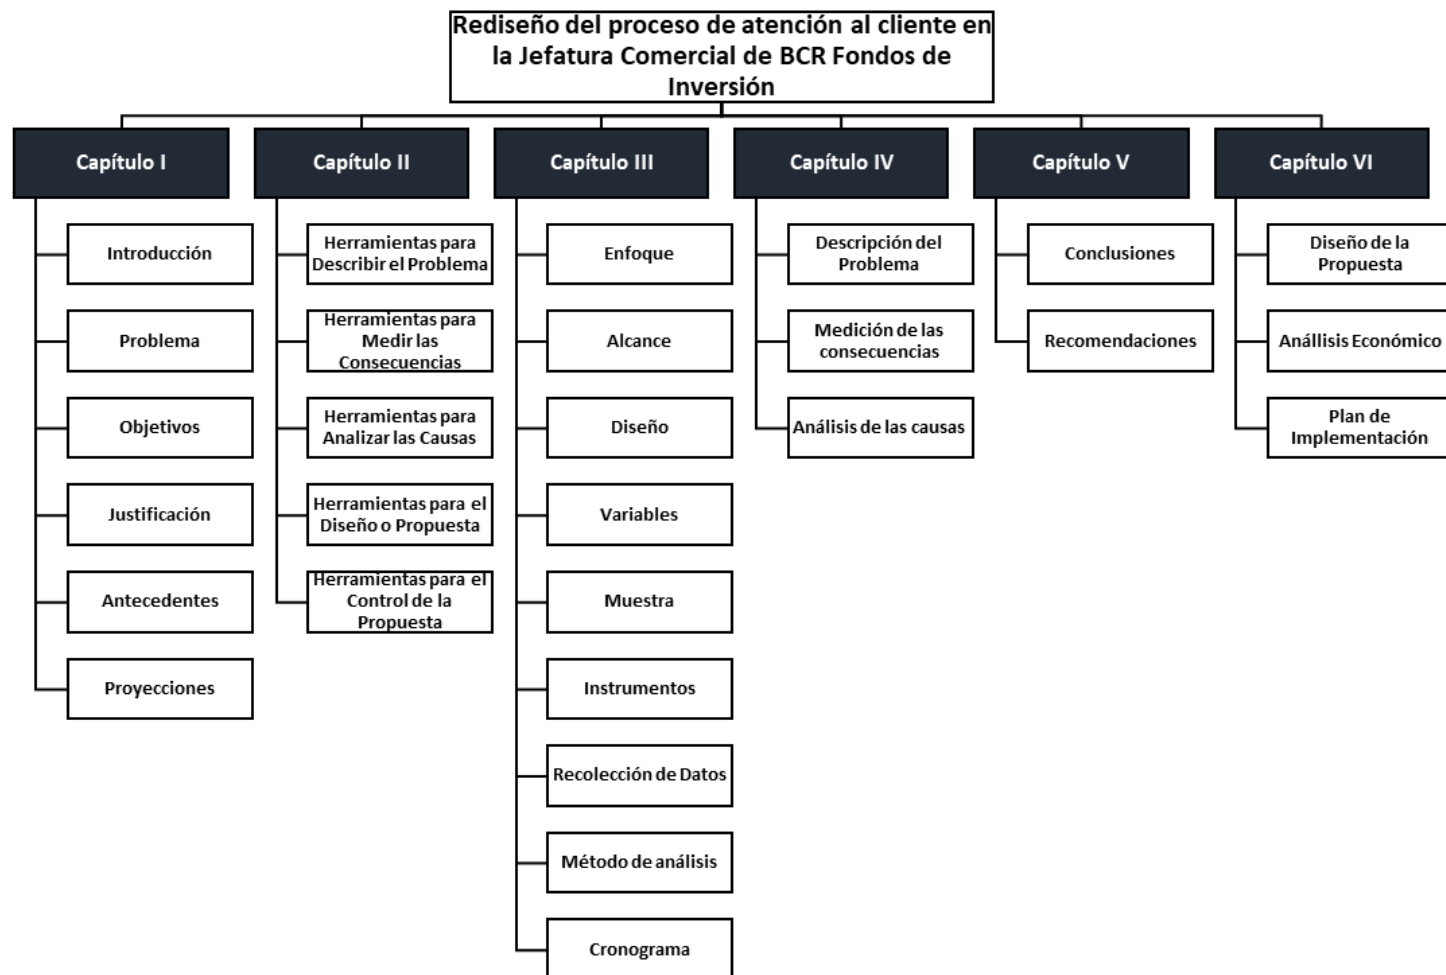 Rediseño del proceso de atención al cliente en
la Jefatura Comercial de BCR Fondos de
Inversión
Capítulo I
Introducción
Problema
Objetivos
Justificación
Antecedentes
Proyecciones
Capítulo II
Herramientas para
Describir el Problema
Herramientas para
Medir las
Consecuencias
Herramientas para
Analizar las Causas
Herramientas para el
Diseño o Propuesta
Herramientas para el
Control de la
Propuesta
Capítulo III
Enfoque
Alcance
Diseño
Variables
Muestra
Instrumentos
Recolección de Datos
Método de análisis
Cronograma
Capítulo IV
Descripción del
Problema
Medición de las
consecuencias
Análisis de las causas
Capítulo V
Conclusiones
Recomendaciones
Capítulo VI
Diseño de la
Propuesta
Anállisis Económico
Plan de
Implementación